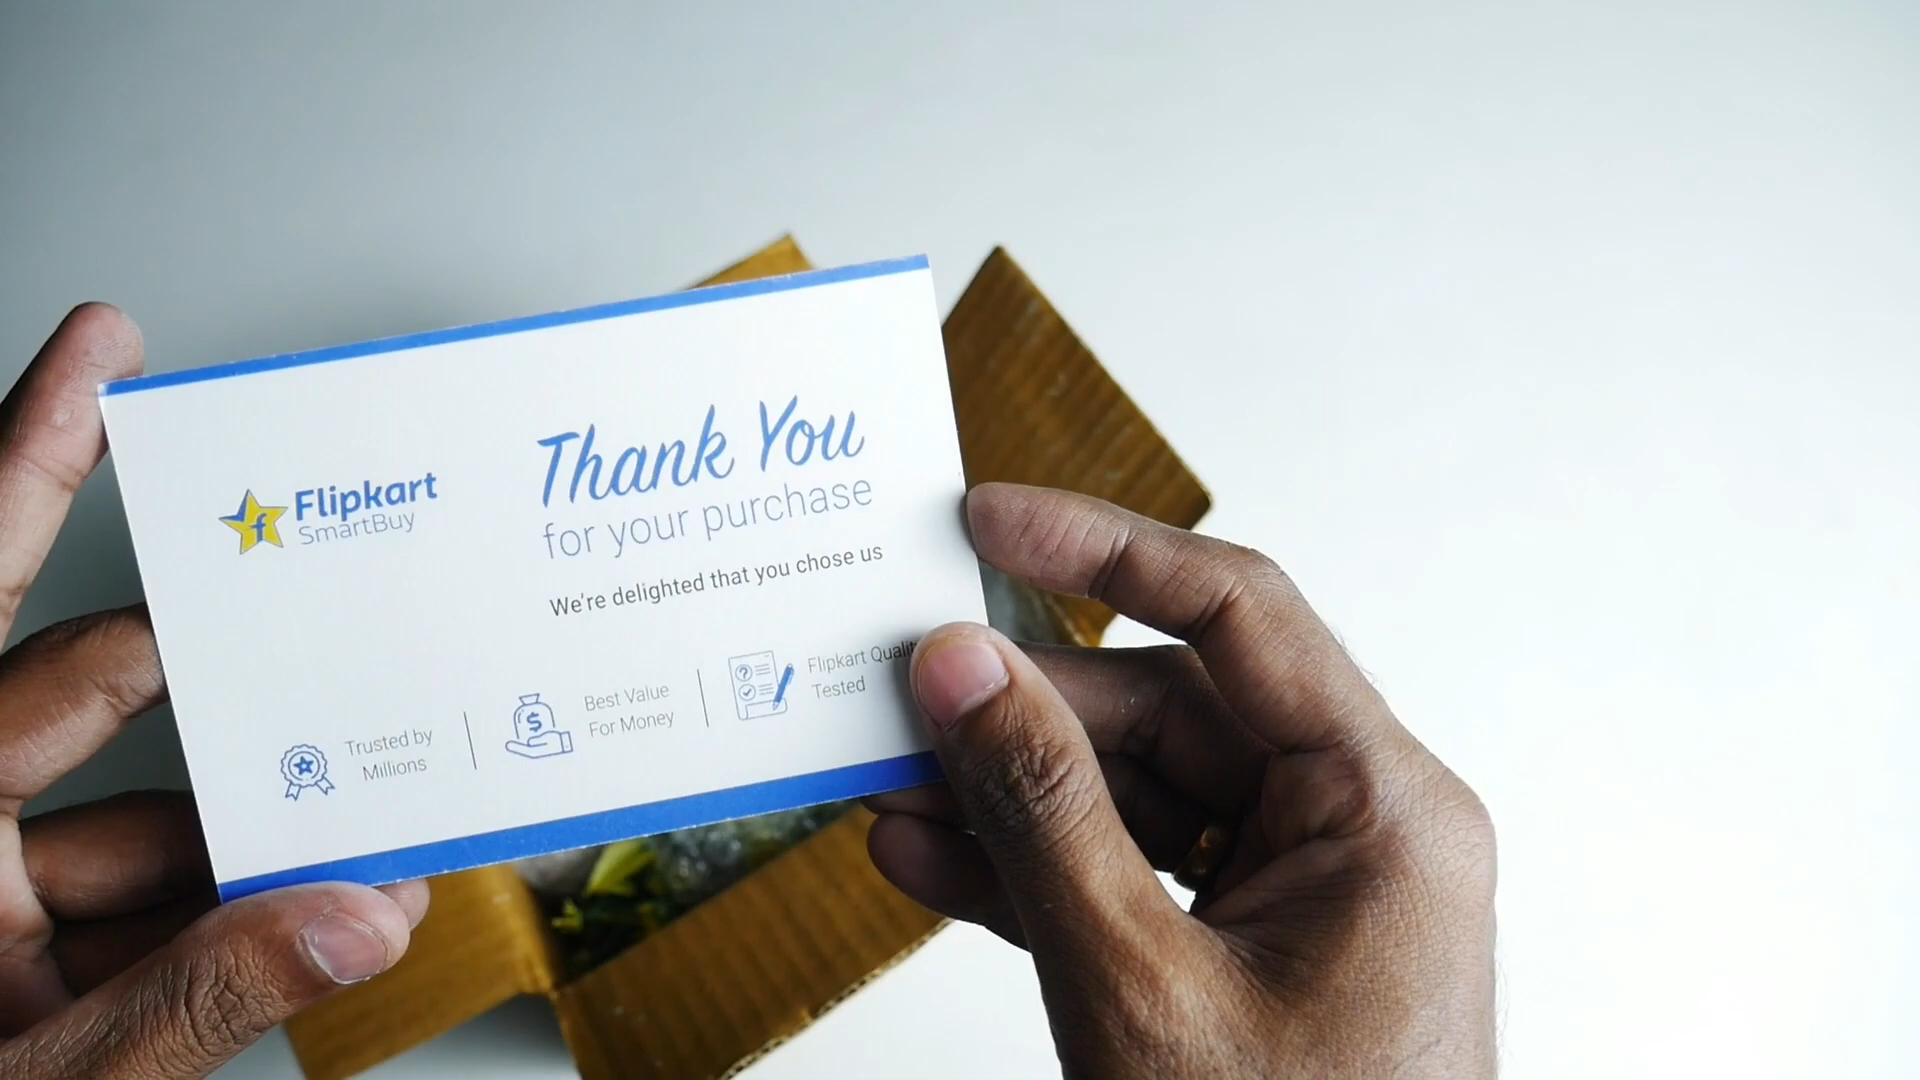 Flipkart
SmartBuy
Thank You
for your purchase
We're delighted that you chose us
Trusted by
Millions
Best Value
For Money
Flipkart
Tested